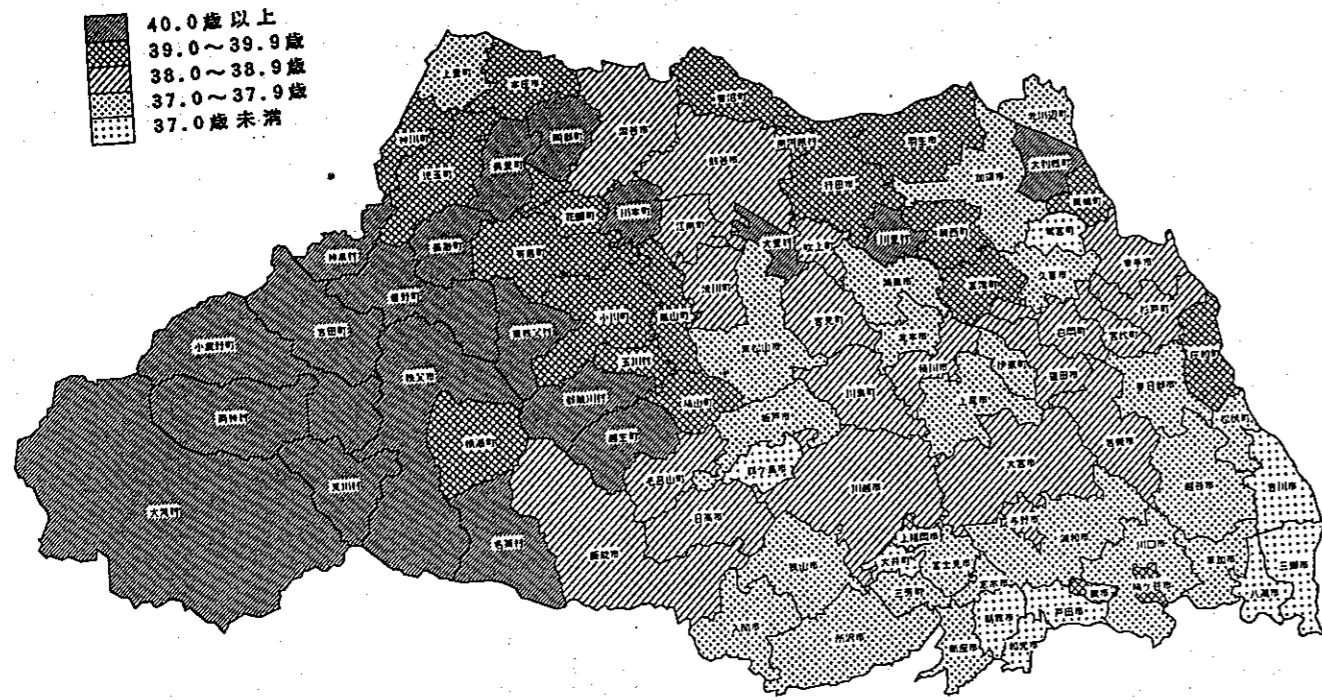 40.0歳以上
39.0～39.9歳
38.0～38.9歳
37.0～37.9歳
37.0歳未満
上里町
本庄市
神川町
児玉町
美里町
岡部町
深谷市
妻沼町
熊谷市
南河原村
行田市
羽生市
加須市
北川辺町
大利根町
栗橋町
鷲宮町
久喜市
幸手市
杉戸町
宮代町
白岡町
庄和町
春日部市
松伏町
花園町
川本町
江南町
大里村
吹上町
川里村
騎西町
菖蒲町
鴻巣市
北本市
桶川市
伊奈町
蓮田市
上尾市
神泉村
長瀞町
寄居町
皆野町
吉田町
小鹿野町
両神村
秩父市
東秩父村
小川町
嵐山町
滑川町
吉見町
東松山市
玉川村
都幾川村
鳩山町
川島町
坂戸市
越生町
毛呂山町
鶴ケ島市
川越市
大宮市
岩槻市
越谷市
吉川市
横瀬町
荒川村
大滝村
名栗村
飯能市
日高市
狭山市
入間市
所沢市
上福岡市
大井町
富士見市
三芳町
志木市
新座市
朝霞市
和光市
与野市
浦和市
戸田市
蕨市
川口市
鳩ケ谷市
草加市
八潮市
三郷市